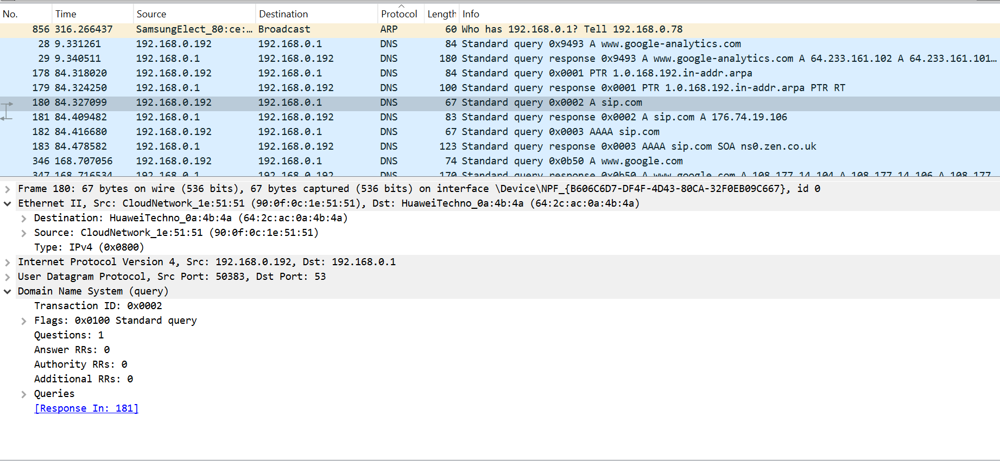 No. Time Source Destination Protocol Length Info
856 316.266437 SamsungElect_80:ce:… Broadcast ARP 60 Who has 192.168.0.1? Tell 192.168.0.78
28 9.331261 192.168.0.192 192.168.0.1 DNS 84 Standard query 0x9493 A www.google-analytics.com
29 9.340511 192.168.0.1 192.168.0.192 DNS 180 Standard query response 0x9493 A www.google-analytics.com A 64.233.161.102 A 64.233.161.101…
178 84.318020 192.168.0.192 192.168.0.1 DNS 84 Standard query 0x0001 PTR 1.0.168.192.in-addr.arpa
179 84.324250 192.168.0.1 192.168.0.192 DNS 100 Standard query response 0x0001 PTR 1.0.168.192.in-addr.arpa PTR RT
180 84.327099 192.168.0.192 192.168.0.1 DNS 67 Standard query 0x0002 A sip.com
181 84.409482 192.168.0.1 192.168.0.192 DNS 83 Standard query response 0x0002 A sip.com A 176.74.19.106
182 84.416680 192.168.0.192 192.168.0.1 DNS 67 Standard query 0x0003 AAAA sip.com
183 84.478582 192.168.0.1 192.168.0.192 DNS 123 Standard query response 0x0003 AAAA sip.com SOA ns0.zen.co.uk
346 168.707056 192.168.0.192 192.168.0.1 DNS 74 Standard query 0x0b50 A www.google.com
347 168.716534 192.168.0.1 192.168.0.192 DNS 170 Standard query response 0x0b50 A www.google.com A 108.177.14.104 A 108.177.14.106 A 108.177
Frame 180: 67 bytes on wire (536 bits), 67 bytes captured (536 bits) on interface \Device\NPF_{B606C6D7-DF4F-4D43-80CA-32F0EB09C667}, id 0
Ethernet II, Src: CloudNetwork_1e:51:51 (90:0f:0c:1e:51:51), Dst: HuaweiTechno_0a:4b:4a (64:2c:ac:0a:4b:4a)
Destination: HuaweiTechno_0a:4b:4a (64:2c:ac:0a:4b:4a)
Source: CloudNetwork_1e:51:51 (90:0f:0c:1e:51:51)
Type: IPv4 (0x0800)
Internet Protocol Version 4, Src: 192.168.0.192, Dst: 192.168.0.1
User Datagram Protocol, Src Port: 50383, Dst Port: 53
Domain Name System (query)
Transaction ID: 0x0002
Flags: 0x0100 Standard query
Questions: 1
Answer RRs: 0
Authority RRs: 0
Additional RRs: 0
Queries
[Response In: 181]